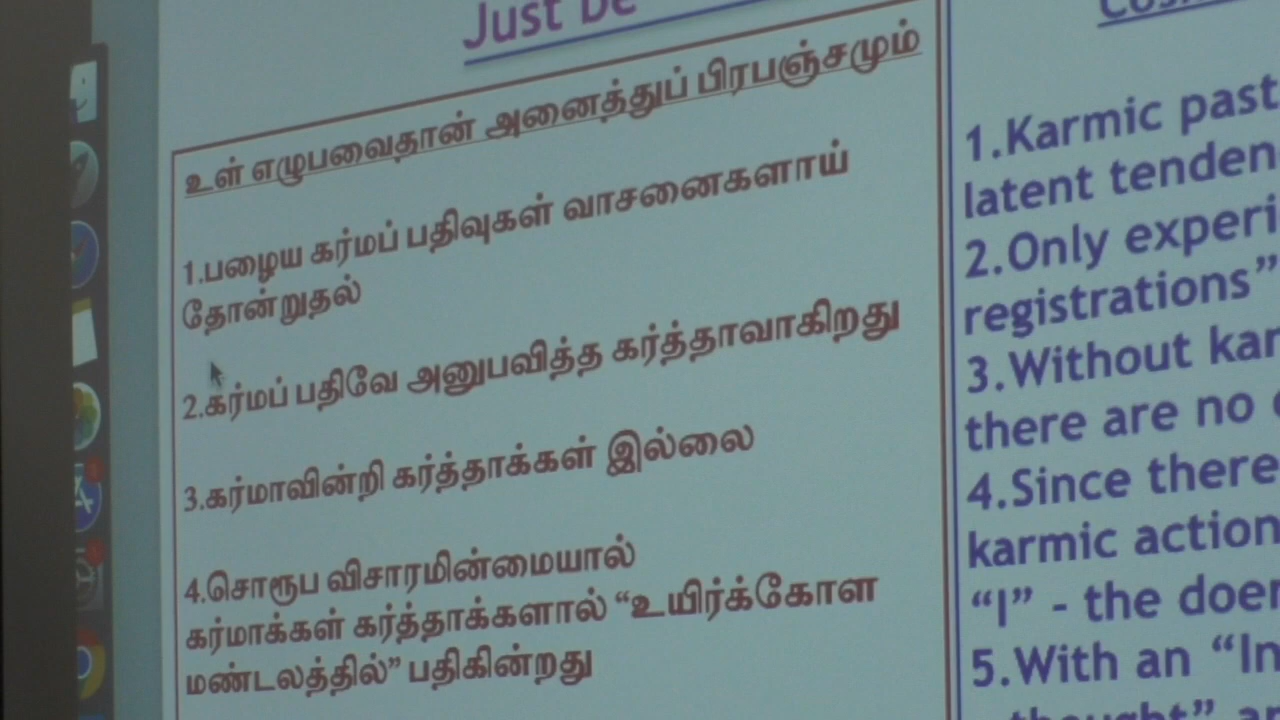 Just be
உள் எழுபவைதான் அனைத்துப் பிரபஞ்சமும்
1.பழைய கர்மப் பதிவுகள் வாசனைகளாய்
தோன்றுதல்
2.கர்மப் பதிவே அனுபவித்த கர்த்தாவாகிறது
3.கர்மாவின்றி கர்த்தாக்கள் இல்லை
4.சொரூப விசாரமின்மையால்
கர்மாக்கள் கர்த்தாக்களால் “உயிர்க்கோள
மண்டலத்தில்” பதிகின்றது
1.Karmic past
latent tenden
2.Only experi
registrations”
3.Without kar
there are no
4.Since there
karmic action
“I” - the doer
5.With an “In
thought”